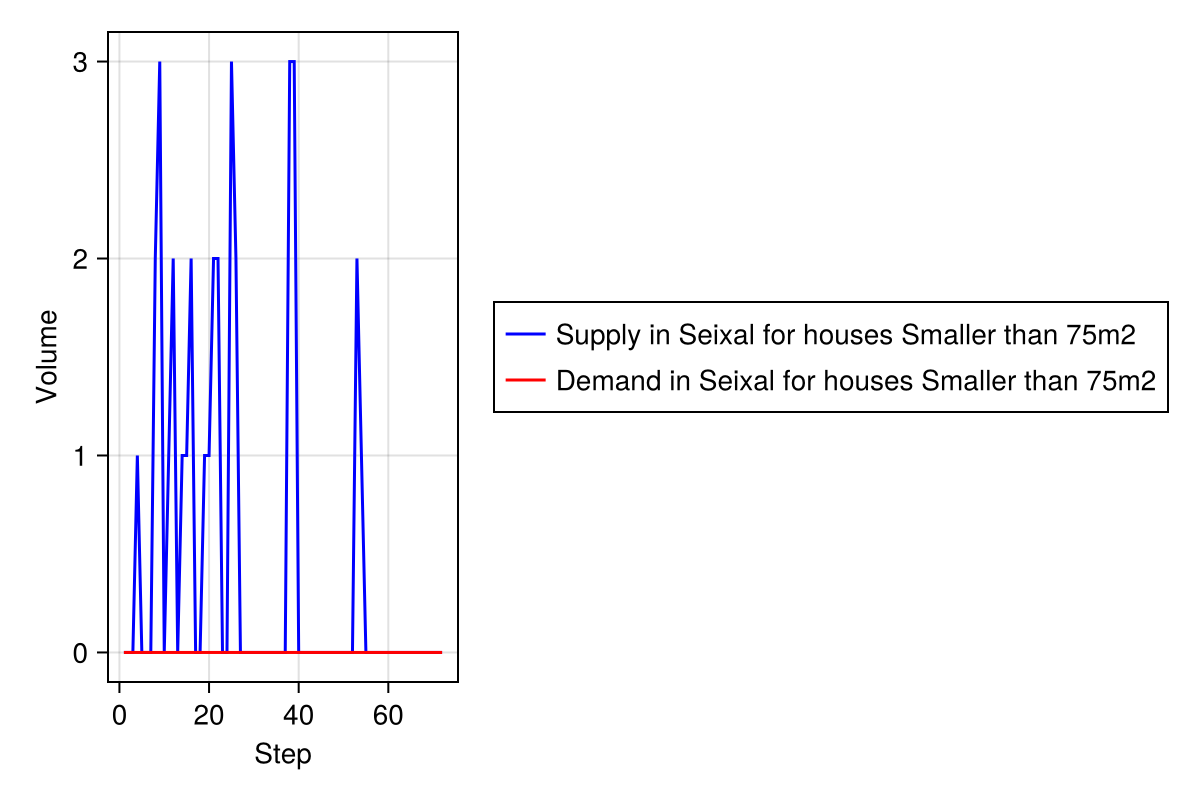 3
2
1
0
Volume
0 20 40 60
Step
Supply in Seixal for houses Smaller than 75m2
Demand in Seixal for houses Smaller than 75m2